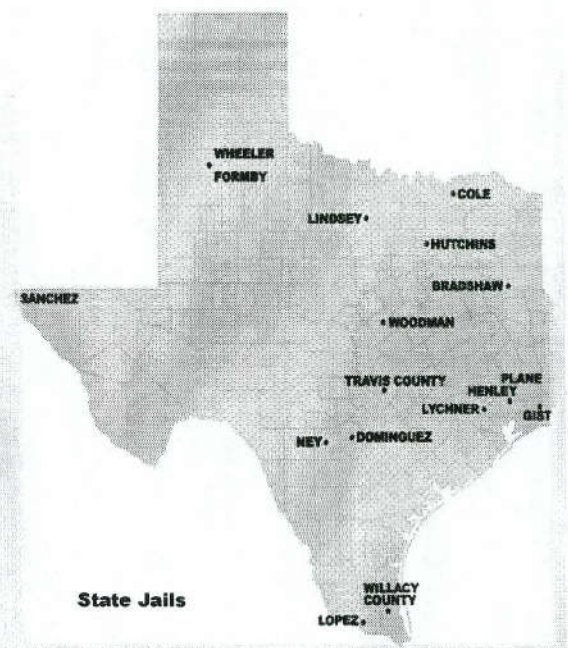 WHEELER
FORMBY
COLE
LINDSEY
HUTCHINS
BRADSHAW
SANCHEZ
WOODMAN
TRAVIS COUNTY
PLANE
HENLEY
LYCHNER
GIST
NEY
DOMINGUEZ
State Jails
WILLACY
COUNTY
LOPEZ